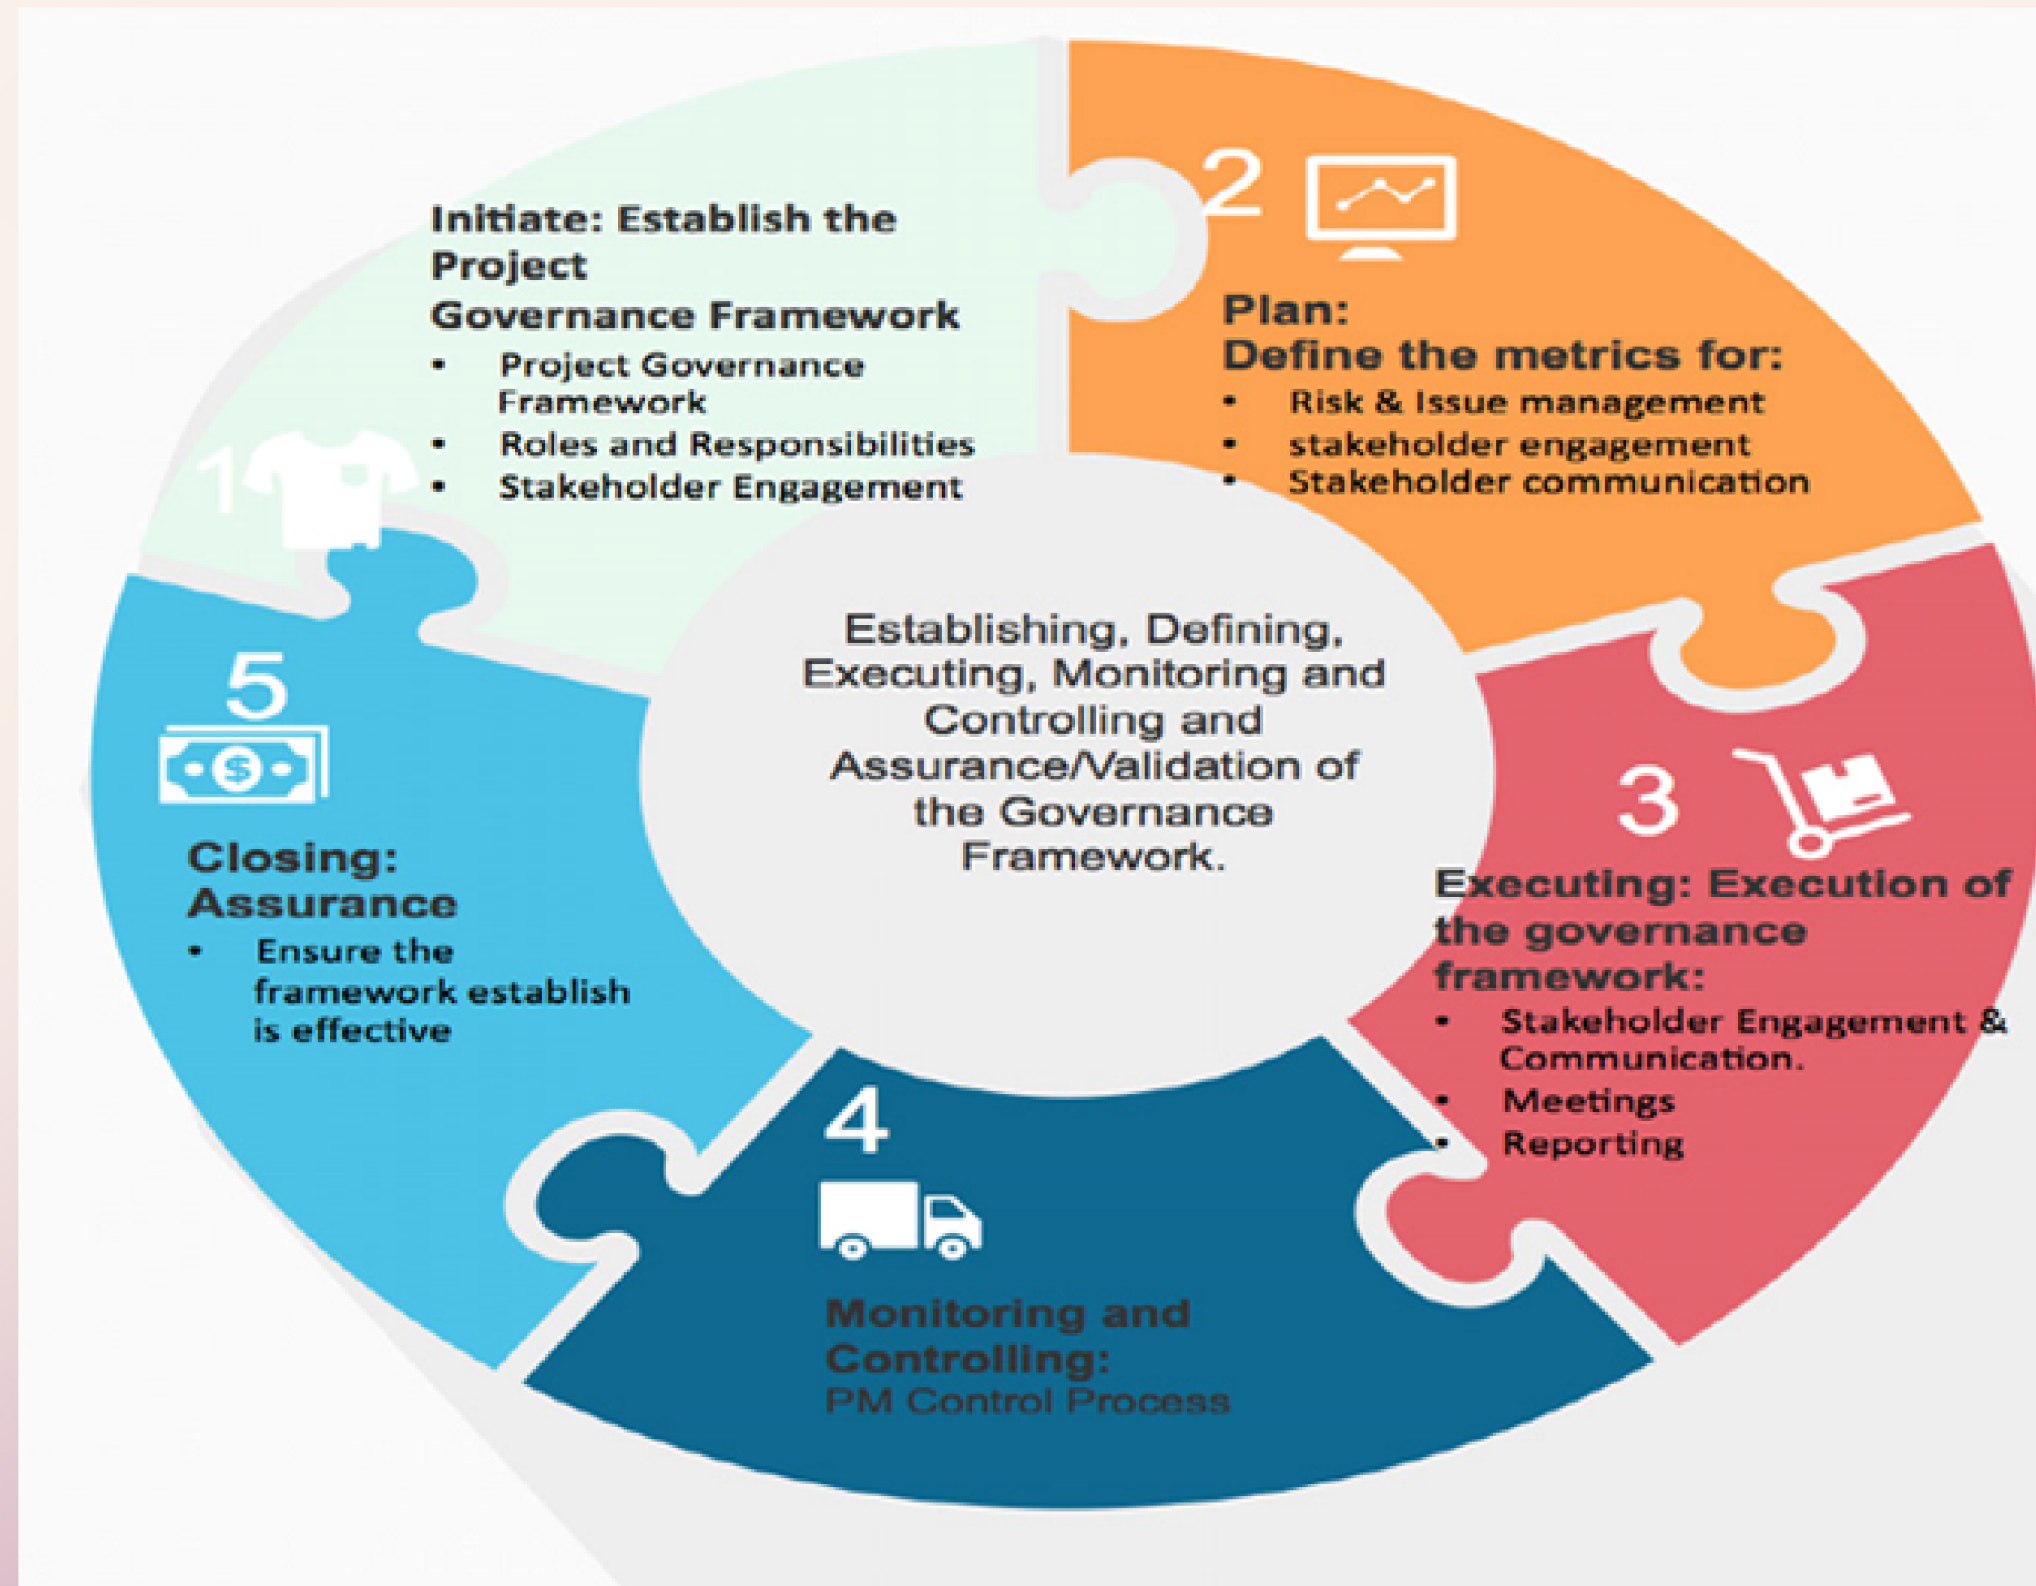 1
Initiate: Establish the
Project
Governance Framework
• Project Governance
Framework
• Roles and Responsibilities
• Stakeholder Engagement
2
Plan:
Define the metrics for:
• Risk & Issue management
• stakeholder engagement
• Stakeholder communication
3
Executing: Execution of
the governance
framework:
• Stakeholder Engagement &
Communication.
• Meetings
• Reporting
4
Monitoring and
Controlling:
PM Control Process
5
$
Closing:
Assurance
• Ensure the
framework establish
is effective
Establishing, Defining,
Executing, Monitoring and
Controlling and
Assurance/Validation of
the Governance
Framework.